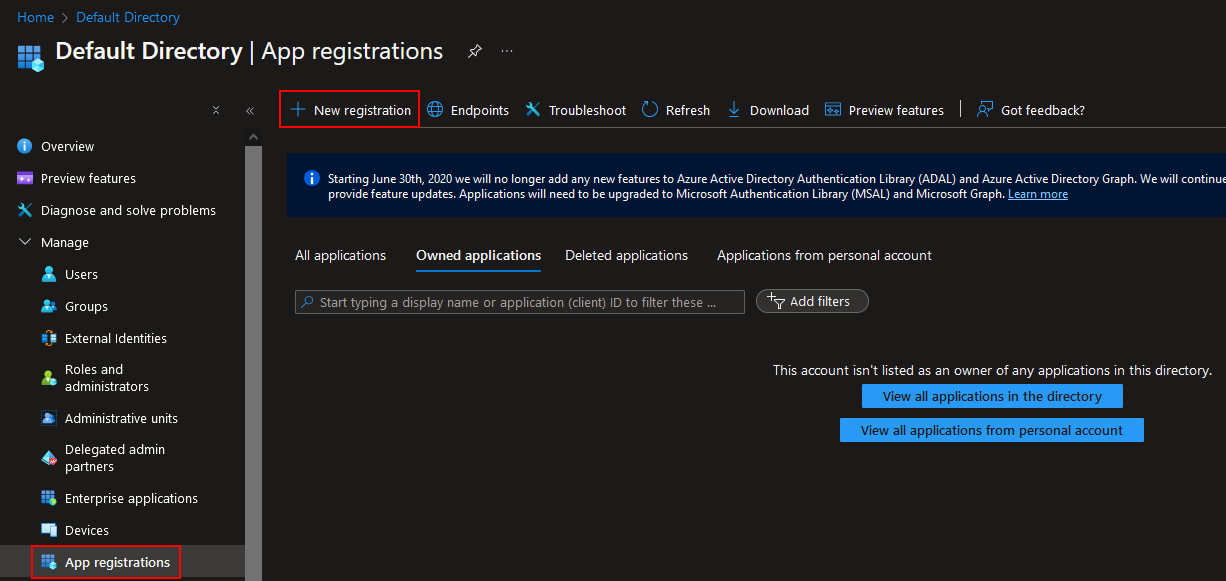 Home > Default Directory
Default Directory | App registrations
New registration
Endpoints
Troubleshoot
Refresh
Download
Preview features
Got feedback?
Overview
Preview features
Diagnose and solve problems
Manage
Users
Groups
External Identities
Roles and
administrators
Administrative units
Delegated admin
partners
Enterprise applications
Devices
App registrations
Starting June 30th, 2020 we will no longer add any new features to Azure Active Directory Authentication Library (ADAL) and Azure Active Directory Graph. We will continue
provide feature updates. Applications will need to be upgraded to Microsoft Authentication Library (MSAL) and Microsoft Graph. Learn more
All applications
Owned applications
Deleted applications
Applications from personal account
Start typing a display name or application (client) ID to filter these ...
Add filters
This account isn't listed as an owner of any applications in this directory.
View all applications in the directory
View all applications from personal account